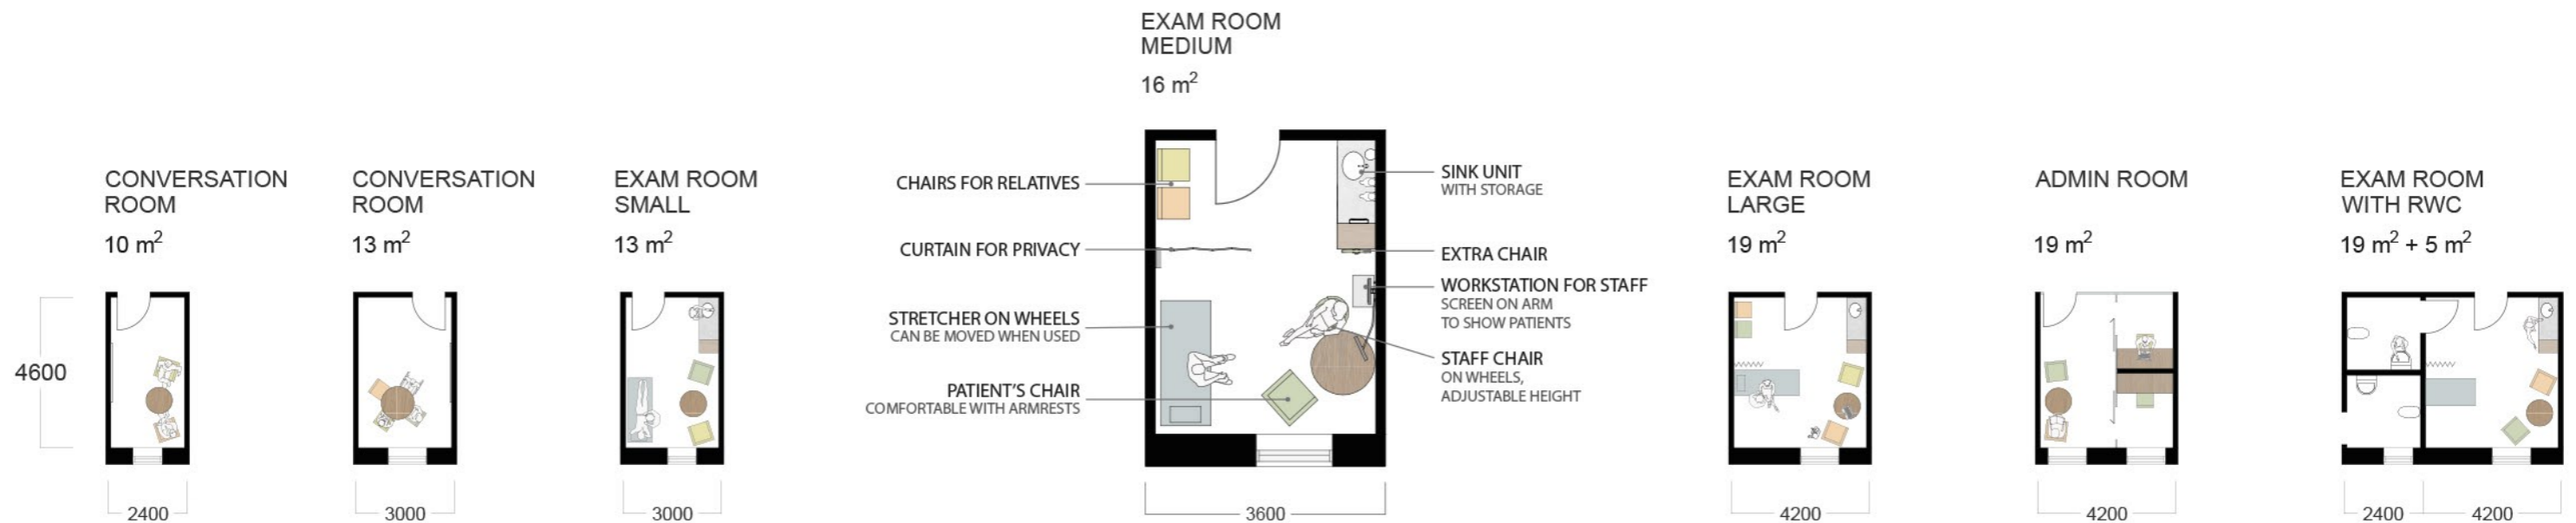 CONVERSATION
ROOM
10 m²
4600
2400
CONVERSATION
ROOM
13 m²
3000
EXAM ROOM
SMALL
13 m²
3000
EXAM ROOM
MEDIUM
16 m²
CHAIRS FOR RELATIVES
CURTAIN FOR PRIVACY
STRETCHER ON WHEELS
CAN BE MOVED WHEN USED
PATIENT'S CHAIR
COMFORTABLE WITH ARMRESTS
SINK UNIT
WITH STORAGE
EXTRA CHAIR
WORKSTATION FOR STAFF
SCREEN ON ARM
TO SHOW PATIENTS
STAFF CHAIR
ON WHEELS,
ADJUSTABLE HEIGHT
3600
EXAM ROOM
LARGE
19 m²
4200
ADMIN ROOM
19 m²
4200
EXAM ROOM
WITH RWC
19 m² + 5 m²
2400
4200